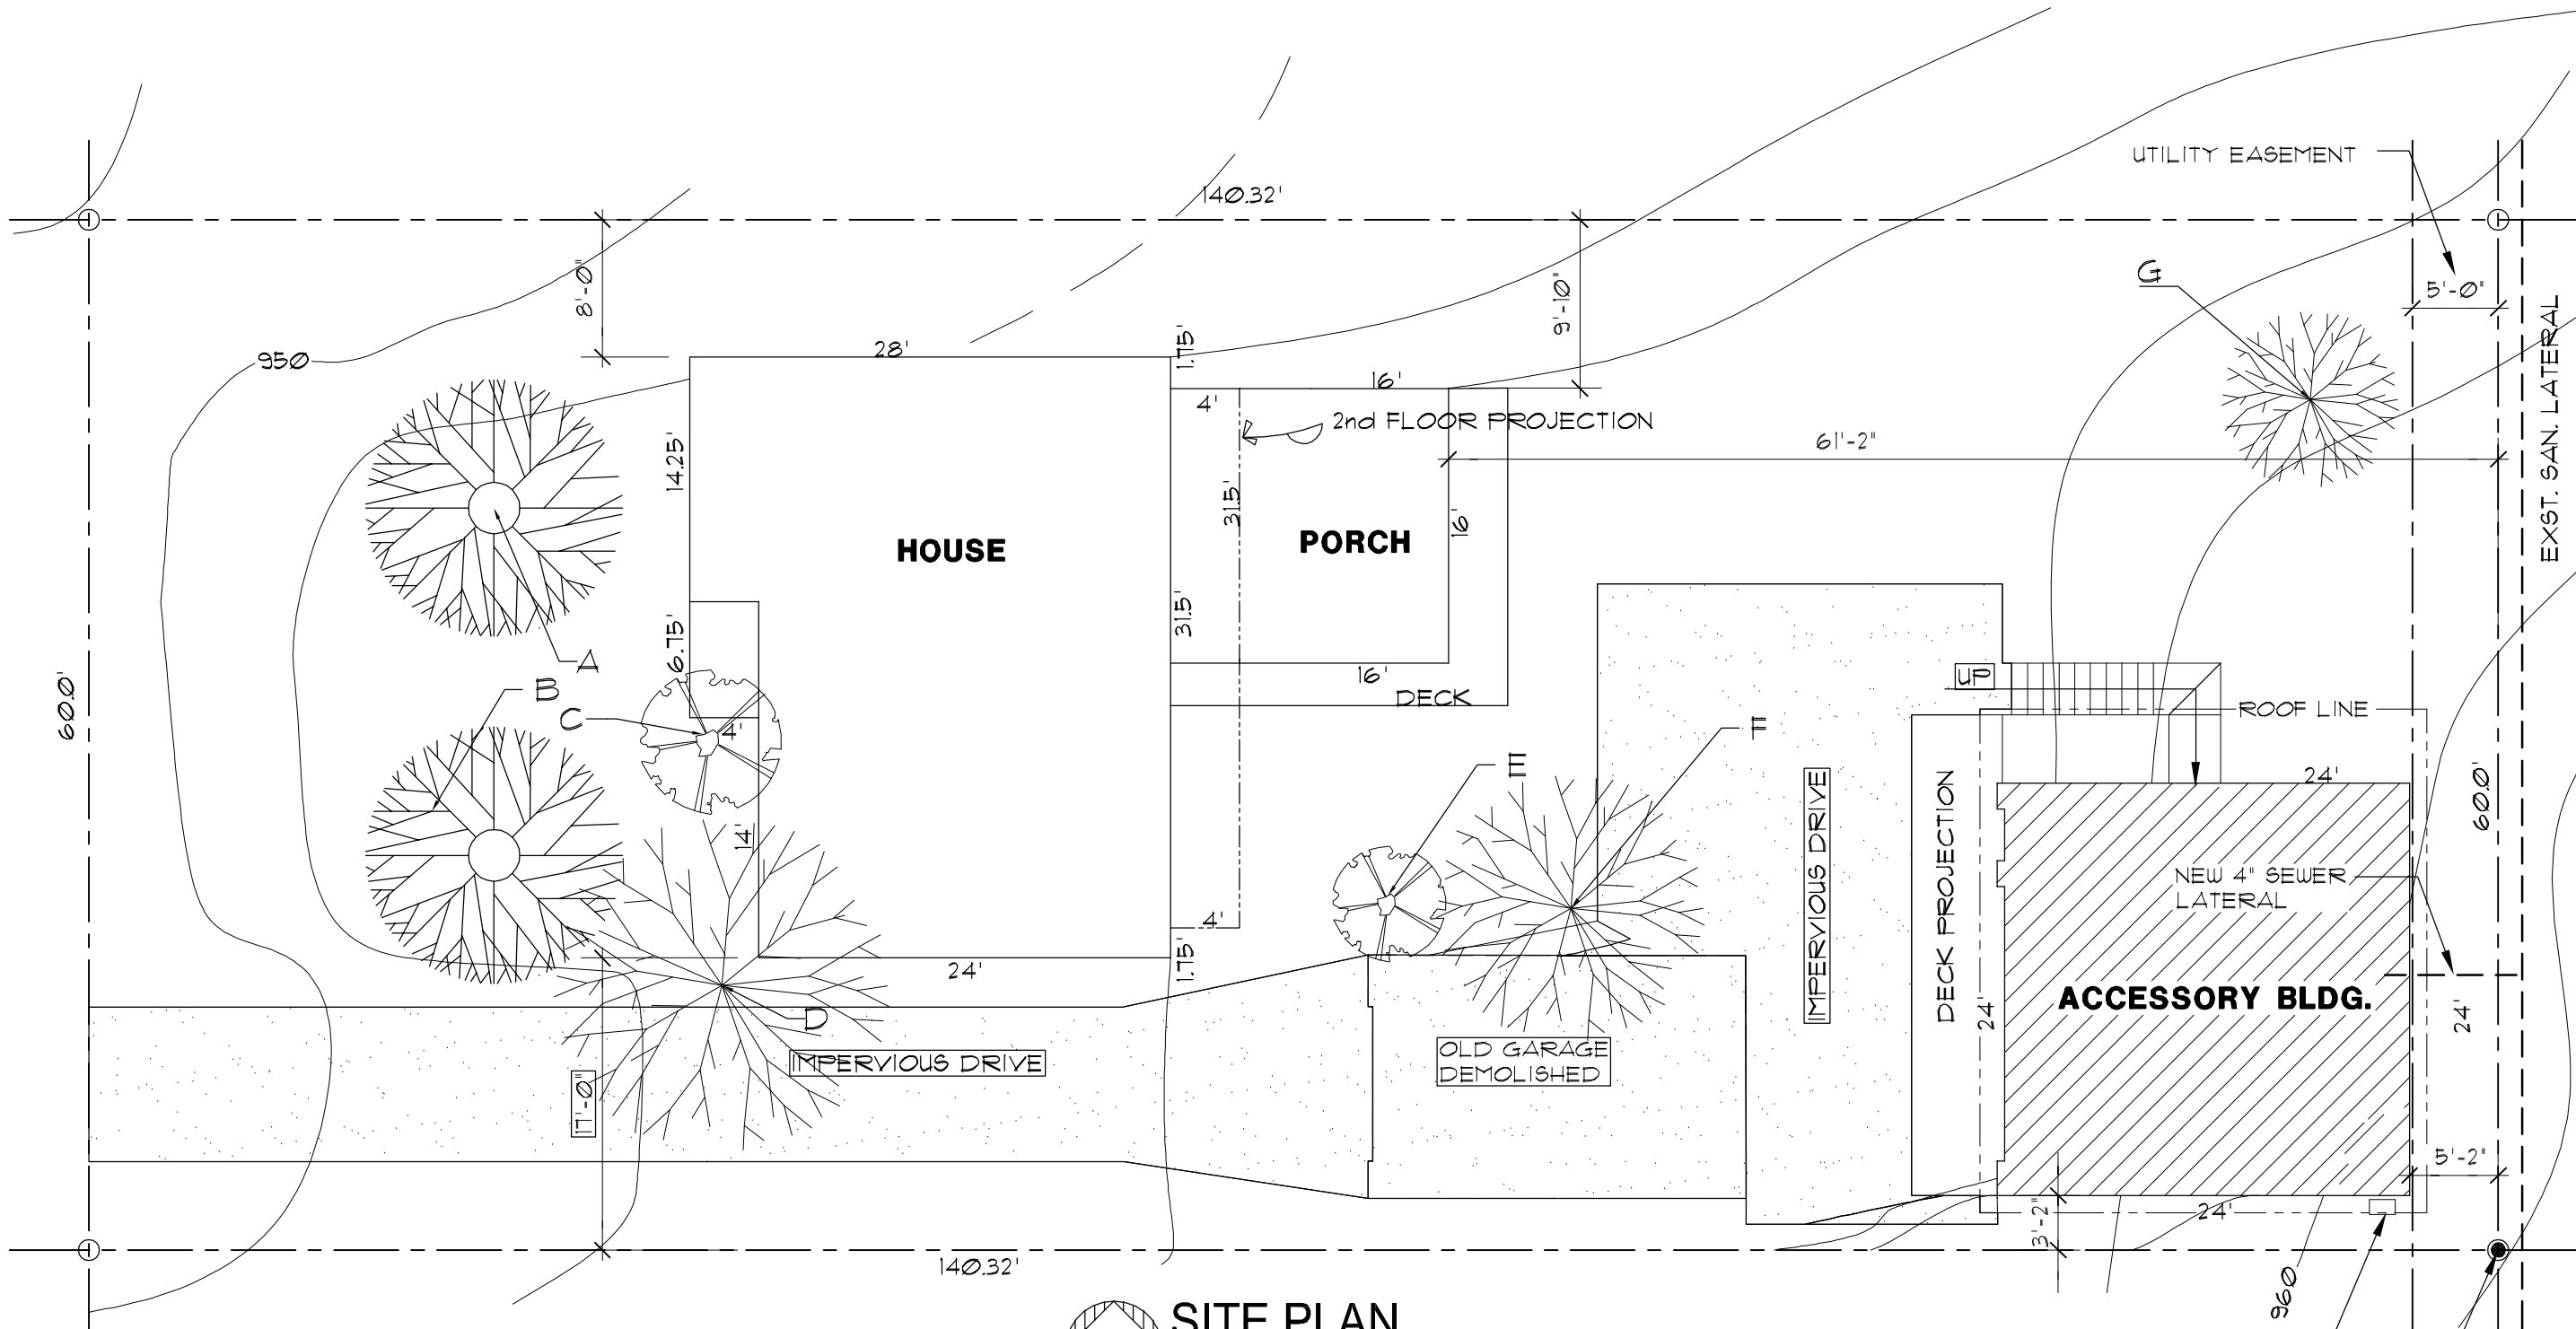 UTILITY EASEMENT
140.32'
8'-0"
9'-10"
G
5'-0"
EXST. SAN. LATERAL
950
28'
1.75'
16'
4'
2nd FLOOR PROJECTION
61'-2"
14.25'
31.5'
16'
HOUSE
PORCH
31.5'
6.75'
A
B
C
4'
16'
DECK
UP
ROOF LINE
60.0'
F
E
24'
60.0'
14'
IMPERVIOUS DRIVE
DECK PROJECTION
NEW 4" SEWER
LATERAL
4'
1.75'
24'
24'
ACCESSORY BLDG.
24'
D
IMPERVIOUS DRIVE
OLD GARAGE
DEMOLISHED
17'-0"
5'-2"
3'-2"
24'
140.32'
960
SITE PLAN